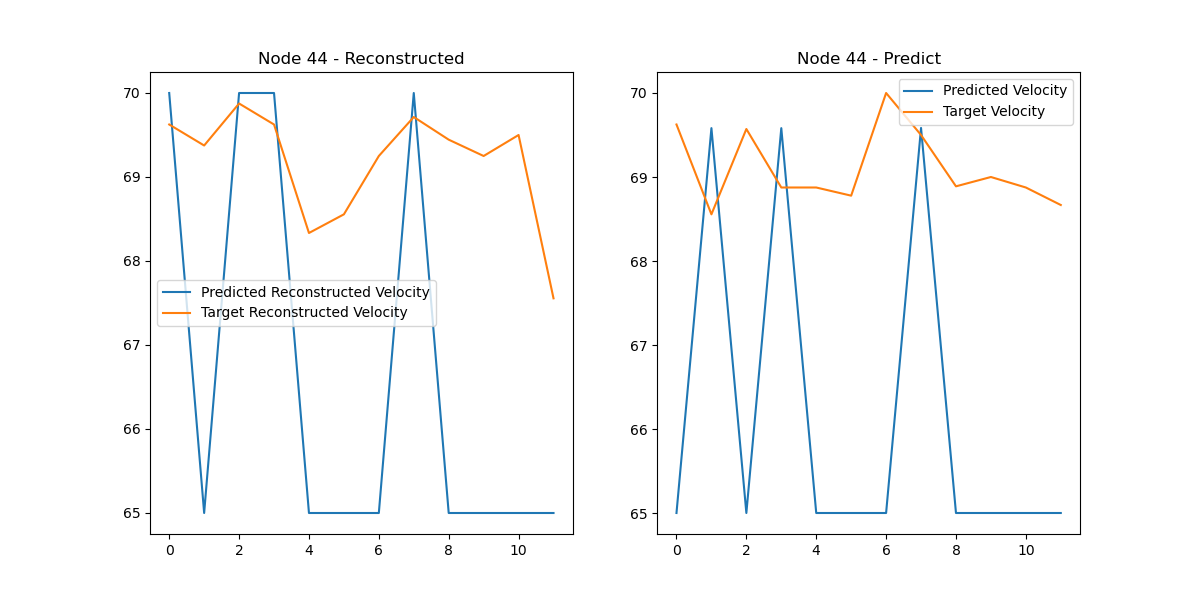 Node 44 - Reconstructed
70
69
68
67
66
65
0 2 4 6 8 10
Predicted Reconstructed Velocity
Target Reconstructed Velocity
Node 44 - Predict
70
69
68
67
66
65
0 2 4 6 8 10
Predicted Velocity
Target Velocity